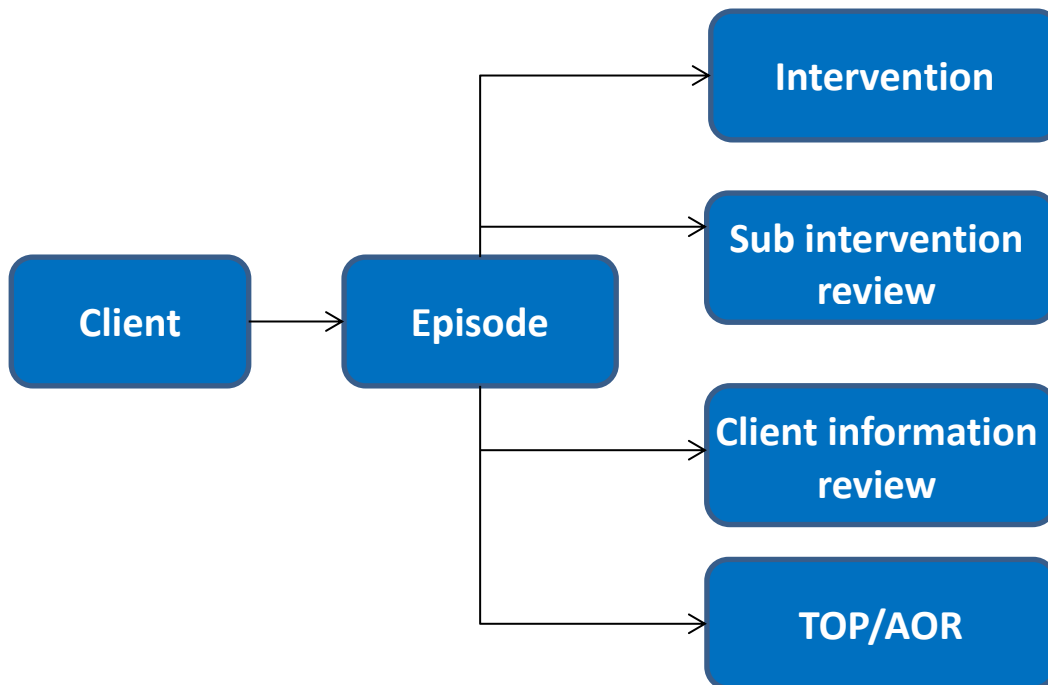 Intervention
Sub intervention
review
Client
Episode
Client information
review
TOP/AOR